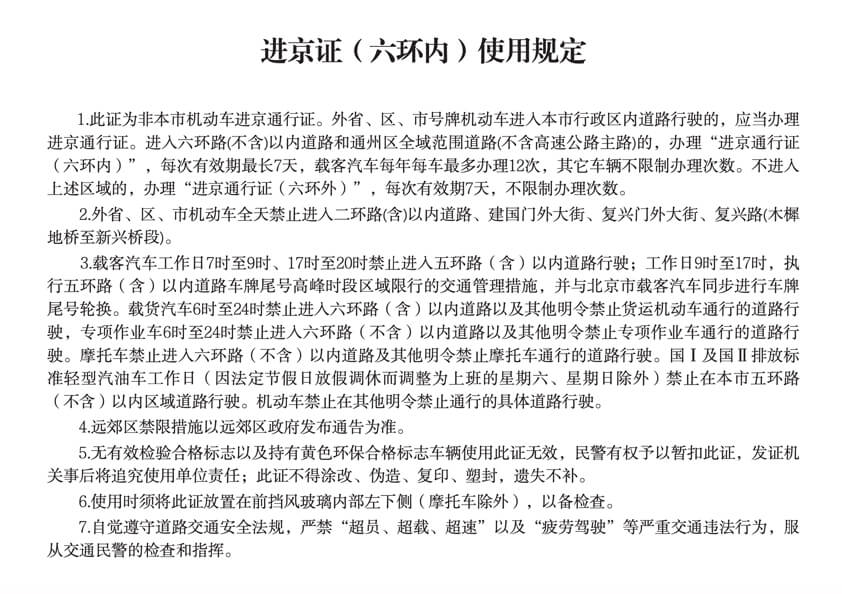 进京证（六环内）使用规定
1.此证为非本市机动车进京通行证。外省、区、市号牌机动车进入本市行政区内道路行驶的，应当办理
进京通行证。进入六环路(不含)以内道路和通州区全域范围道路(不含高速公路主路)的，办理“进京通行证
（六环内）”，每次有效期最长7天，载客汽车每年每车最多办理12次，其它车辆不限制办理次数。不进入
上述区域的，办理“进京通行证（六环外）”，每次有效期7天，不限制办理次数。
2.外省、区、市机动车全天禁止进入二环路(含)以内道路、建国门外大街、复兴门外大街、复兴路(木樨
地桥至新兴桥段)。
3.载客汽车工作日7时至9时、17时至20时禁止进入五环路（含）以内道路行驶；工作日9时至17时，执
行五环路（含）以内道路车牌尾号高峰时段区域限行的交通管理措施，并与北京市载客汽车同步进行车牌
尾号轮换。载货汽车6时至24时禁止进入六环路（含）以内道路以及其他明令禁止货运机动车通行的道路行
驶，专项作业车6时至24时禁止进入六环路（不含）以内道路以及其他明令禁止专项作业车通行的道路行
驶。摩托车禁止进入六环路（不含）以内道路及其他明令禁止摩托车通行的道路行驶。国Ⅰ及国Ⅱ排放标
准轻型汽油车工作日（因法定节假日放假调休而调整为上班的星期六、星期日除外）禁止在本市五环路
（不含）以内区域道路行驶。机动车禁止在其他明令禁止通行的具体道路行驶。
4.远郊区禁限措施以远郊区政府发布通告为准。
5.无有效检验合格标志以及持有黄色环保合格标志车辆使用此证无效，民警有权予以暂扣此证，发证机
关事后将追究使用单位责任；此证不得涂改、伪造、复印、塑封，遗失不补。
6.使用时须将此证放置在前挡风玻璃内部左下侧（摩托车除外），以备检查。
7.自觉遵守道路交通安全法规，严禁“超员、超载、超速”以及“疲劳驾驶”等严重交通违法行为，服
从交通民警的检查和指挥。